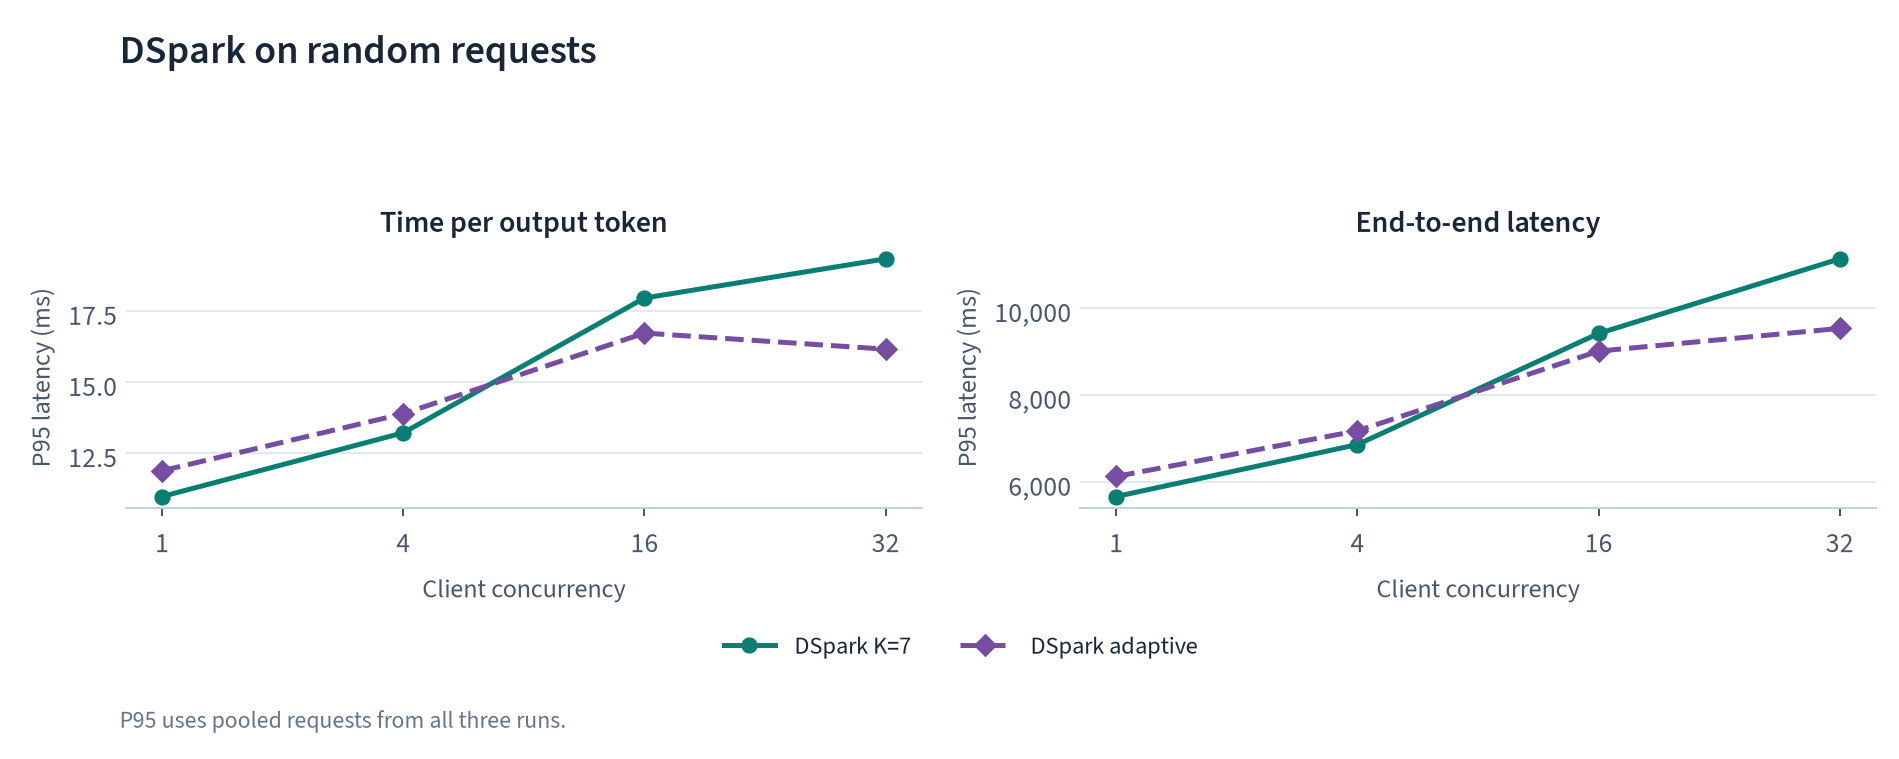 DSpark on random requests
Time per output token
P95 latency (ms)
17.5
15.0
12.5
1
4
16
32
Client concurrency
End-to-end latency
P95 latency (ms)
10,000
8,000
6,000
1
4
16
32
Client concurrency
DSpark K=7
DSpark adaptive
P95 uses pooled requests from all three runs.